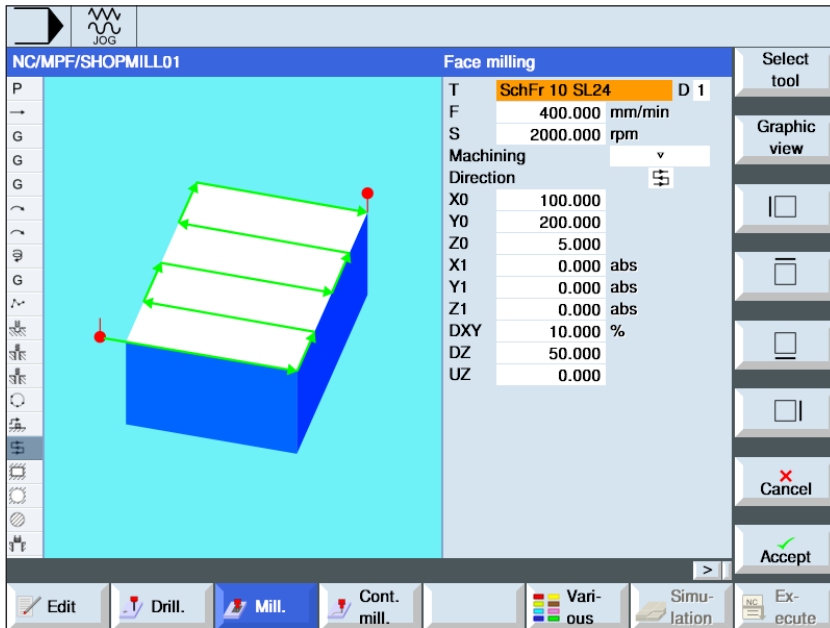 JOG
NC/MPF/SHOPMILL01
Face milling
Select
tool
P
T SchFr 10 SL24 D 1
F 400.000 mm/min
Graphic
view
G
S 2000.000 rpm
G
Machining
G
Direction
X0 100.000
Y0 200.000
Z0 5.000
G
X1 0.000 abs
Y1 0.000 abs
Z1 0.000 abs
DXY 10.000 %
DZ 50.000
UZ 0.000
Cancel
Accept
>
Edit
Drill.
Mill.
Cont.
mill.
Vari-
ous
Simu-
lation
NC
Ex-
ecute